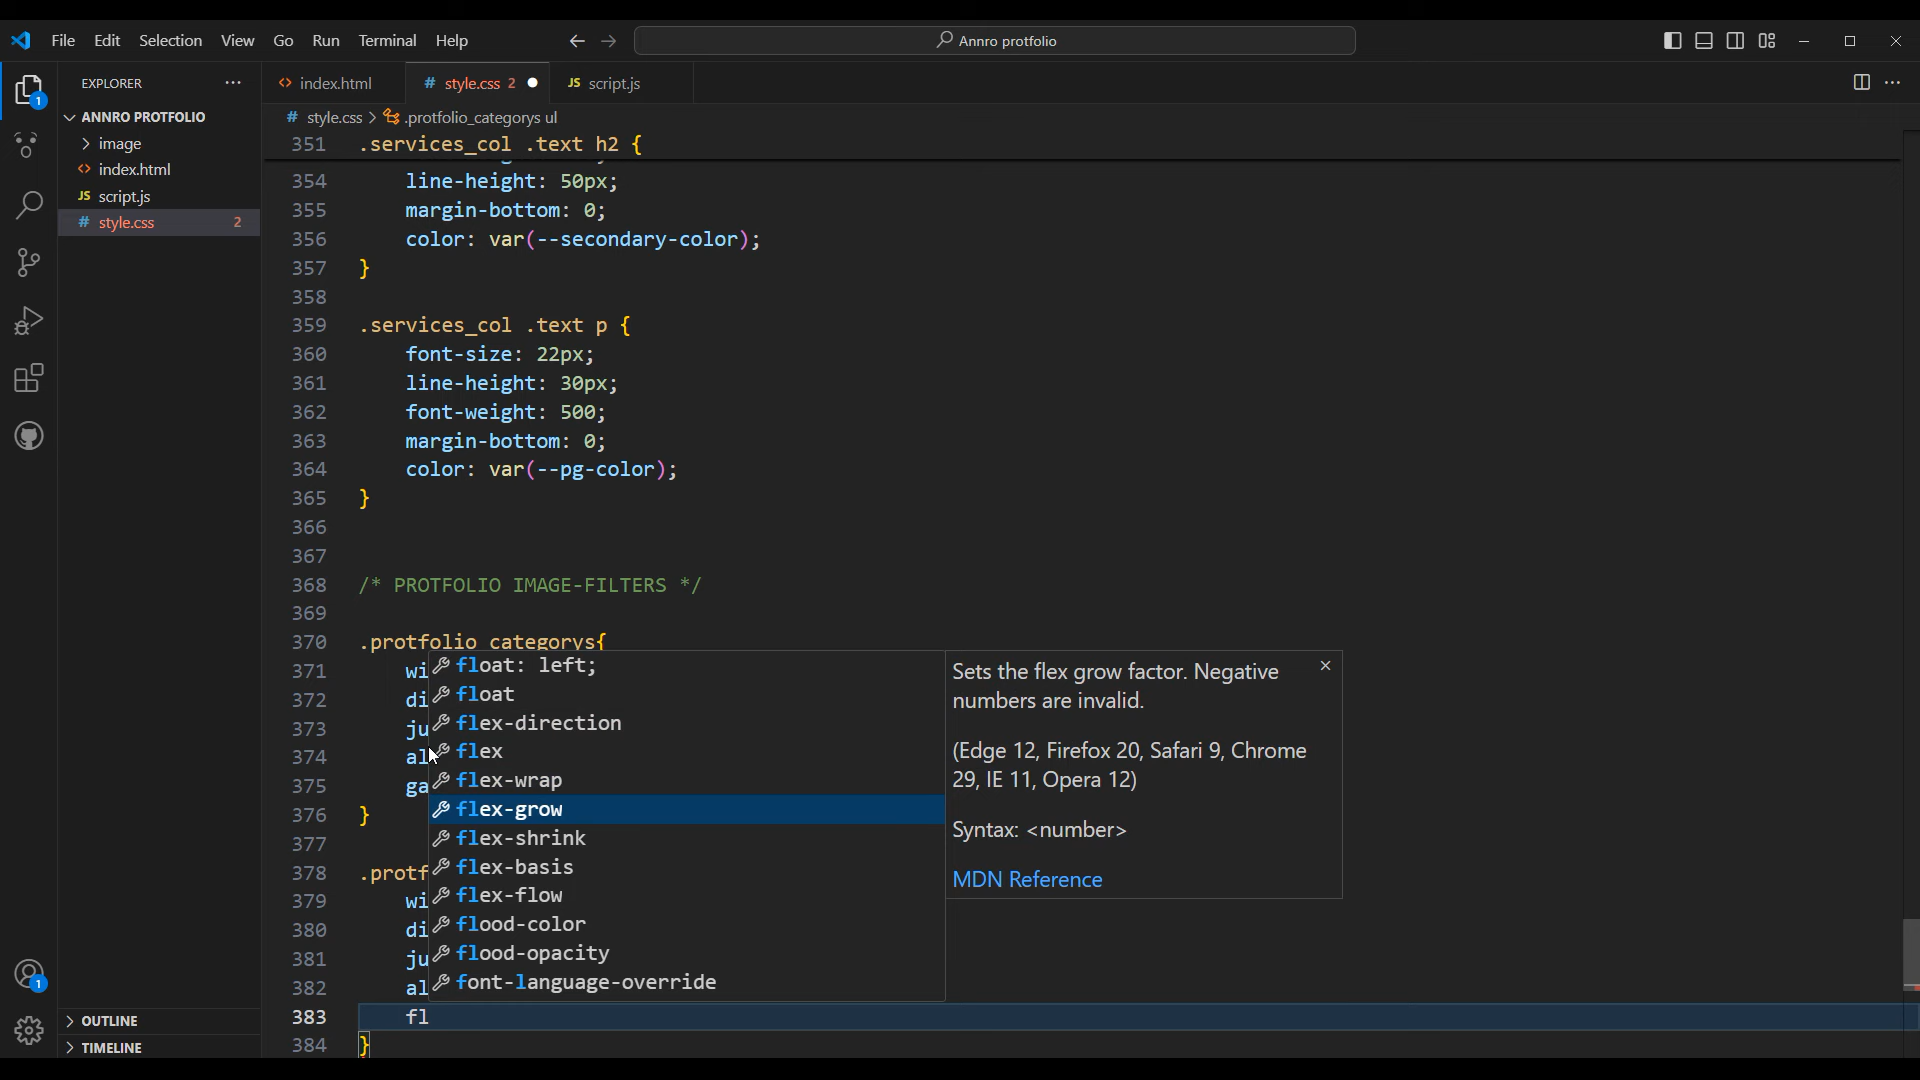 File Edit Selection View Go Run Terminal Help
Annro protfolio
EXPLORER
index.html
# style.css 2
JS script.js
ANNRO PROTFOLIO
image
index.html
JS script.js
# style.css 2
OUTLINE
TIMELINE
1
1
# style.css > .protfolio_categorys ul
351 .services_col .text h2 {
354 line-height: 50px;
355 margin-bottom: 0;
356 color: var(--secondary-color);
357 }
358
359 .services_col .text p {
360 font-size: 22px;
361 line-height: 30px;
362 font-weight: 500;
363 margin-bottom: 0;
364 color: var(--pg-color);
365 }
366
367
368 /* PROTFOLIO IMAGE-FILTERS */
369
370 .protfolio_categorys{
371 wi
372 di
373 ju
374 al
375 ga
376 }
377
378 .protf
379 wi
380 di
381 ju
382 al
383 fl
384 }
float: left;
float
flex-direction
flex
flex-wrap
flex-grow
flex-shrink
flex-basis
flex-flow
flood-color
flood-opacity
font-language-override
Sets the flex grow factor. Negative
numbers are invalid.
(Edge 12, Firefox 20, Safari 9, Chrome
29, IE 11, Opera 12)
Syntax: <number>
MDN Reference